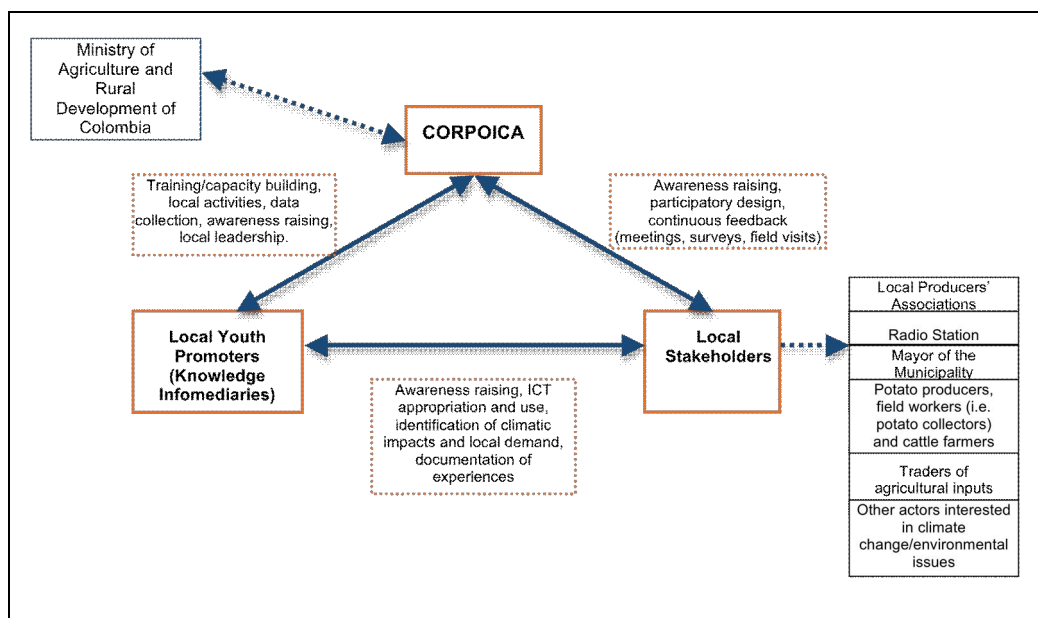 Ministry of
Agriculture and
Rural
Development of
Colombia
CORPOICA
Training/capacity building,
local activities, data
collection, awareness raising,
local leadership.
Awareness raising,
participatory design,
continuous feedback
(meetings, surveys, field visits)
Local Youth
Promoters
(Knowledge
Infomediaries)
Local
Stakeholders
Awareness raising, ICT
appropriation and use,
identification of climatic
impacts and local demand,
documentation of
experiences
Local Producers'
Associations
Radio Station
Mayor of the
Municipality
Potato producers,
field workers (i.e.
potato collectors)
and cattle farmers
Traders of
agricultural inputs
Other actors interested
in climate
change/environmental
issues